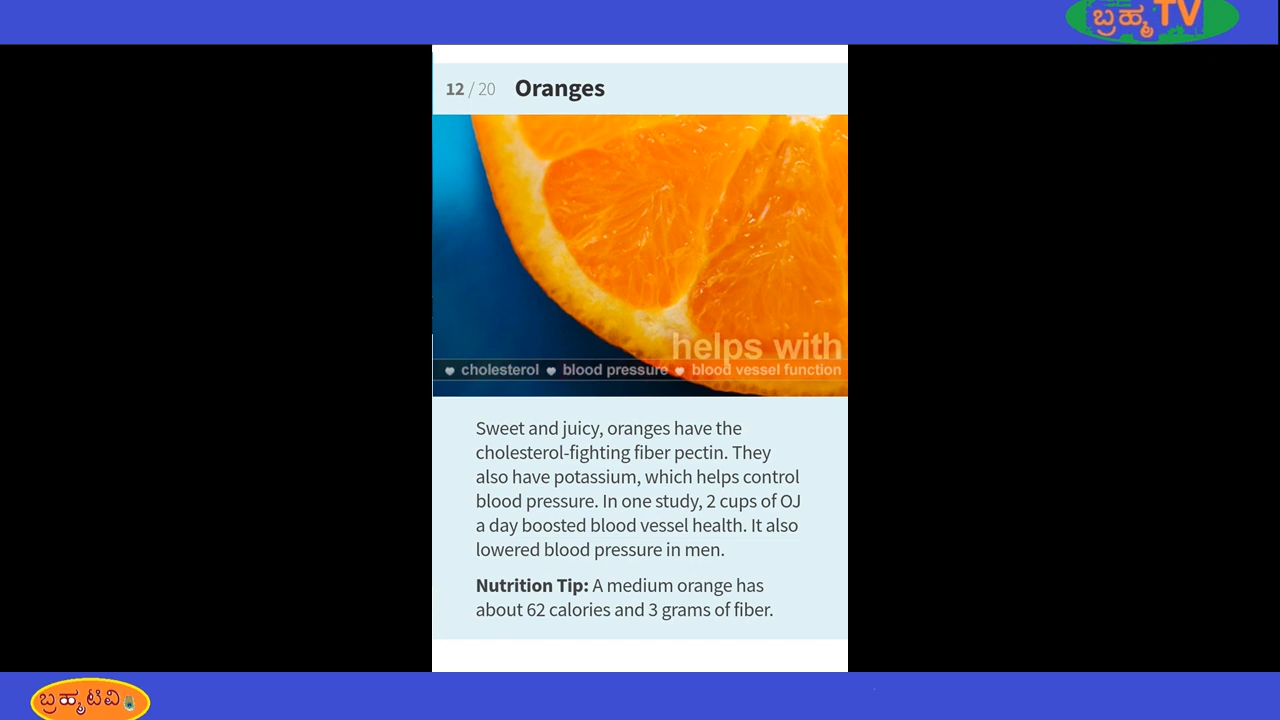 ಬ್ರಹ್ಮ TV
12 / 20 Oranges
helps with
cholesterol blood pressure blood vessel function
Sweet and juicy, oranges have the
cholesterol-fighting fiber pectin. They
also have potassium, which helps control
blood pressure. In one study, 2 cups of OJ
a day boosted blood vessel health. It also
lowered blood pressure in men.
Nutrition Tip: A medium orange has
about 62 calories and 3 grams of fiber.
ಬ್ರಹ್ಮ ಟಿವಿ